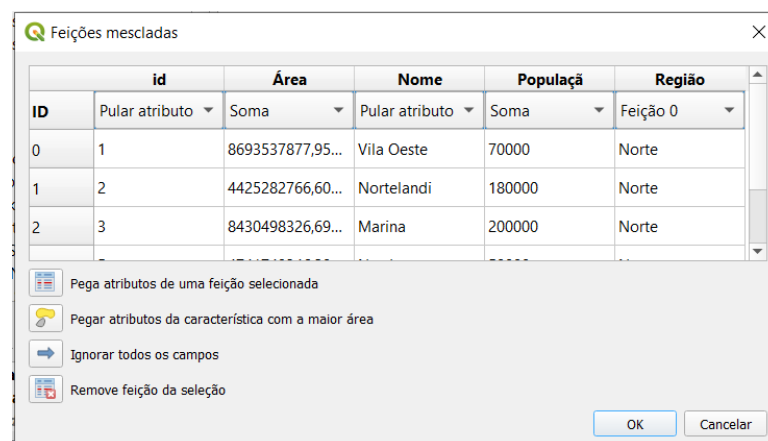 Feições mescladas
id Área Nome Populaçã Região
ID Pular atributo Soma Pular atributo Soma Feição 0
0 1 8693537877,95... Vila Oeste 70000 Norte
1 2 4425282766,60... Nortelandi 180000 Norte
2 3 8430498326,69... Marina 200000 Norte
Pega atributos de uma feição selecionada
Pegar atributos da característica com a maior área
Ignorar todos os campos
Remove feição da seleção
OK Cancelar